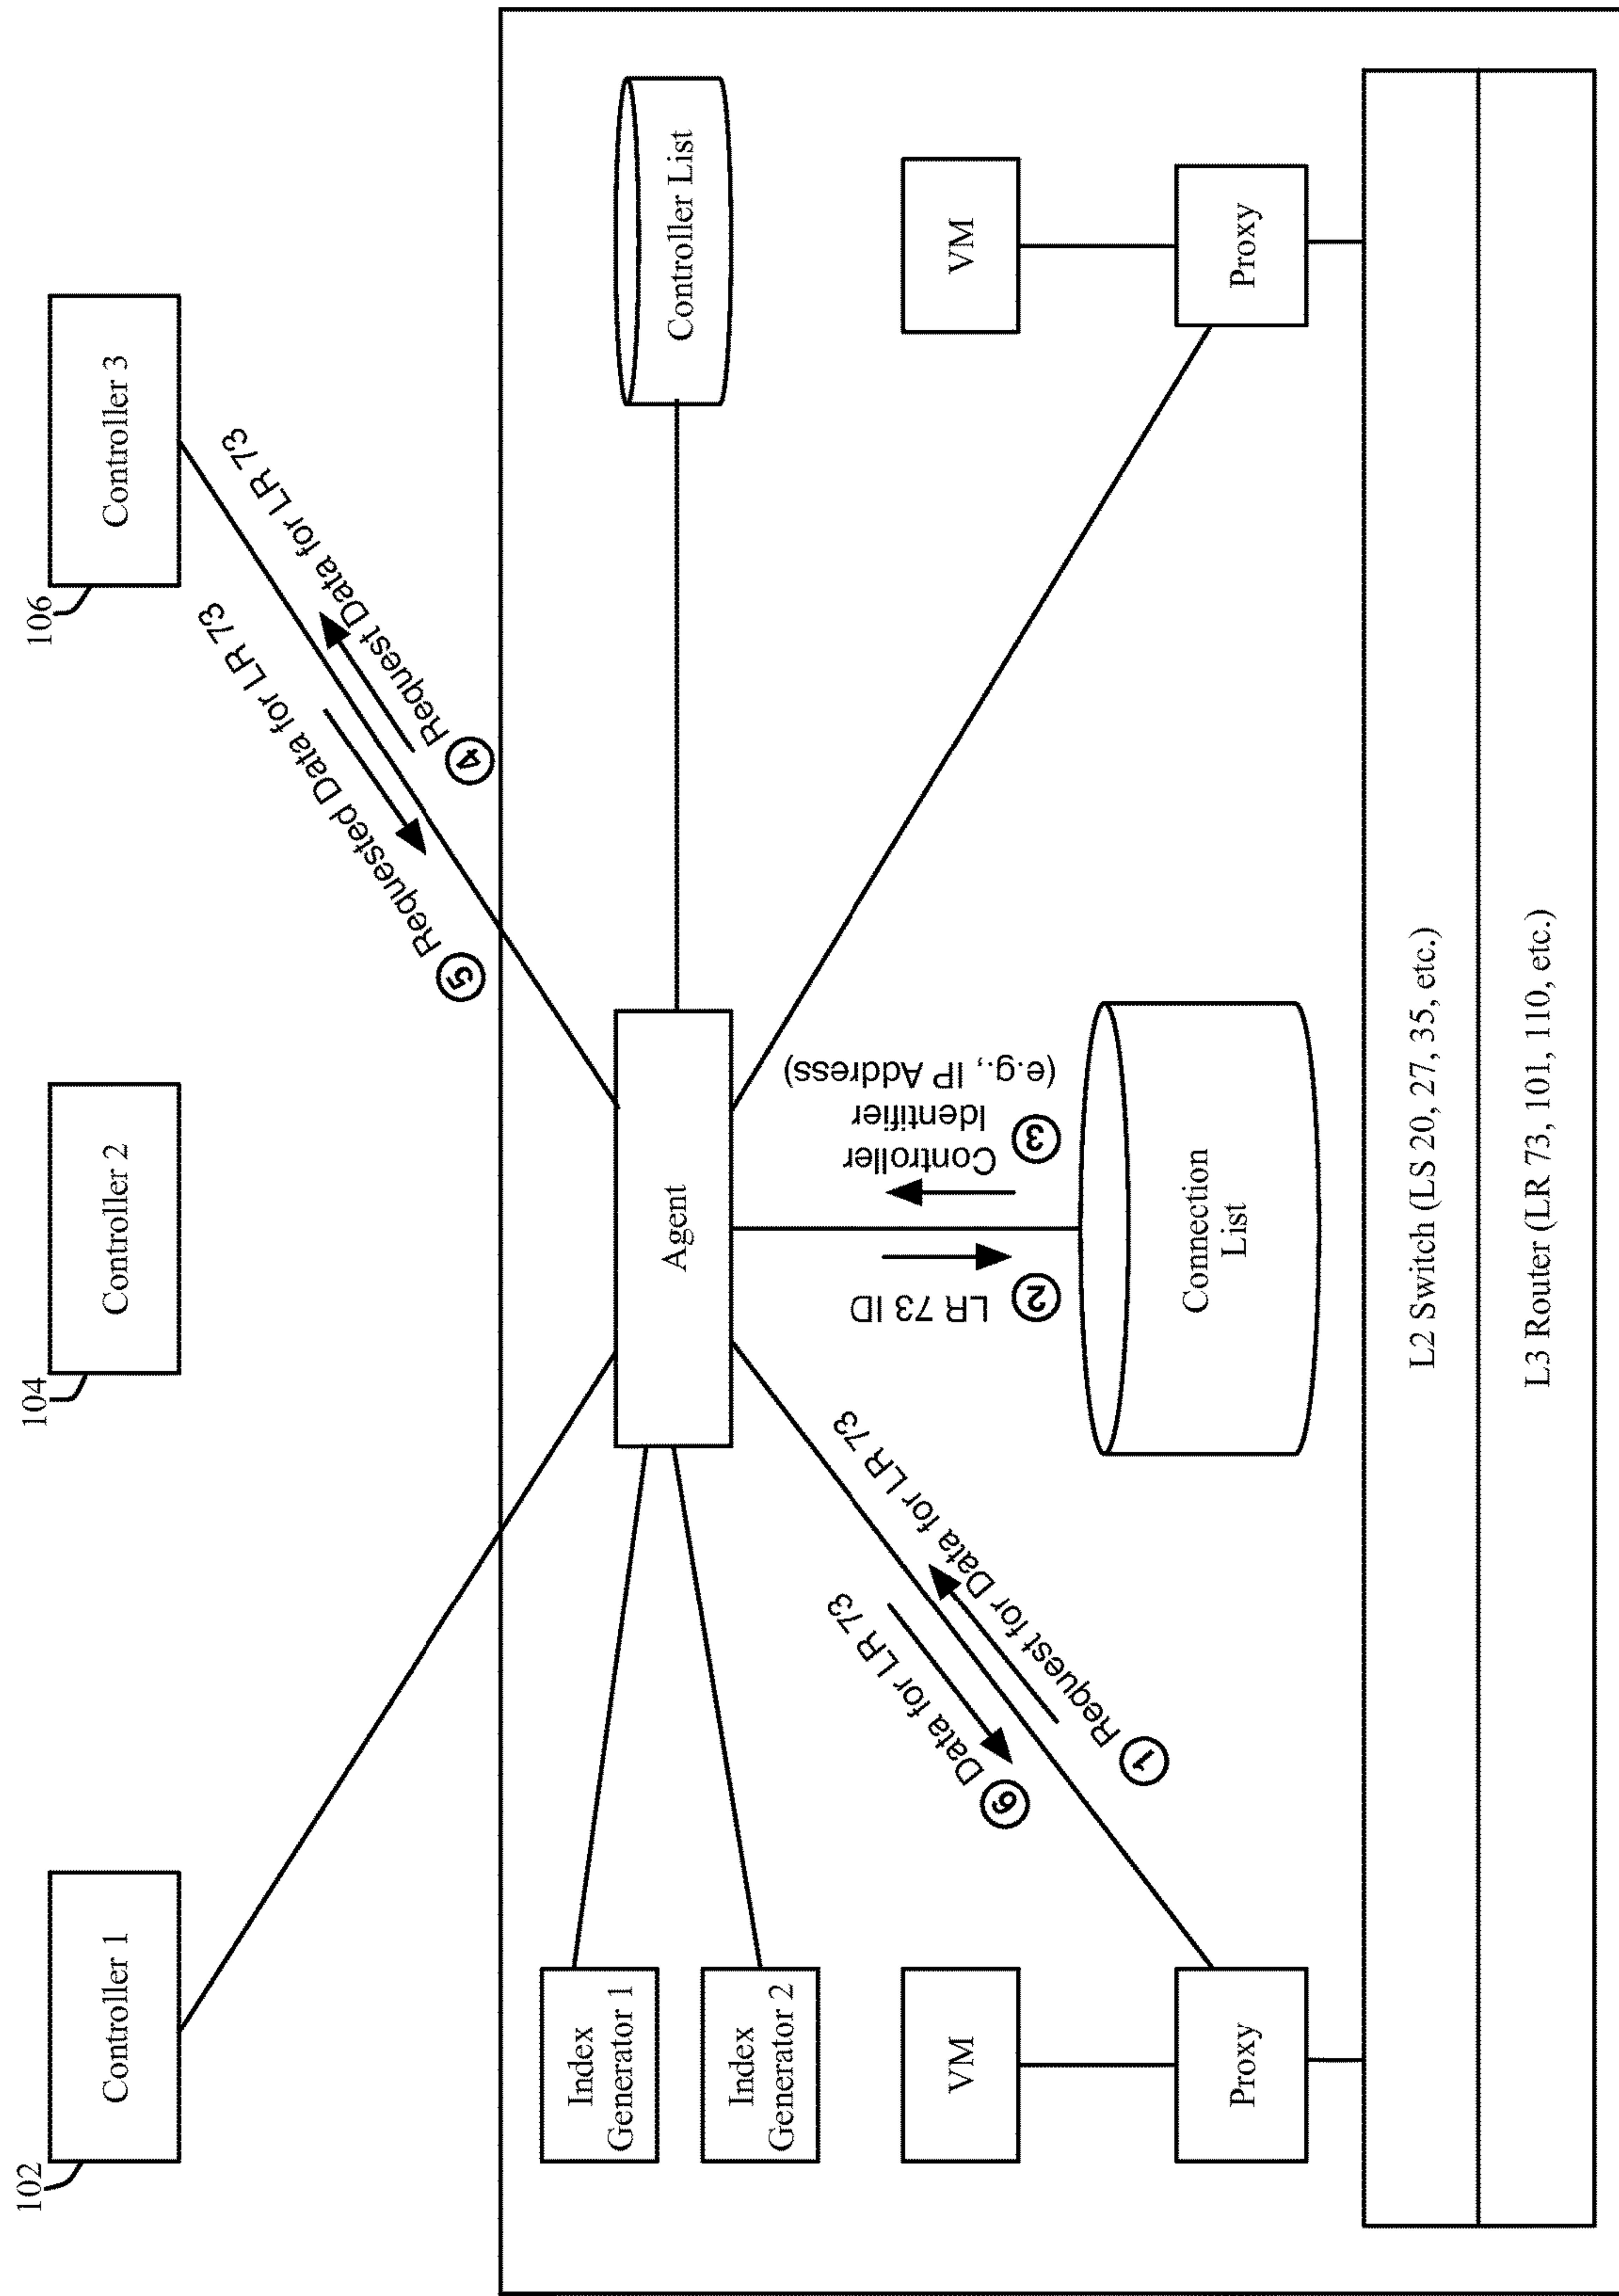 102
Controller 1
104
Controller 2
106
Controller 3
④ Request Data for LR 73
⑤ Requested Data for LR 73
Index
Generator 1
Index
Generator 2
Agent
Controller List
VM
⑥ Data for LR 73
① Request for Data for LR 73
LR 73 ID
②
Controller
Identifier
(e.g., IP Address)
③
VM
Proxy
Connection
List
Proxy
L2 Switch (LS 20, 27, 35, etc.)
L3 Router (LR 73, 101, 110, etc.)